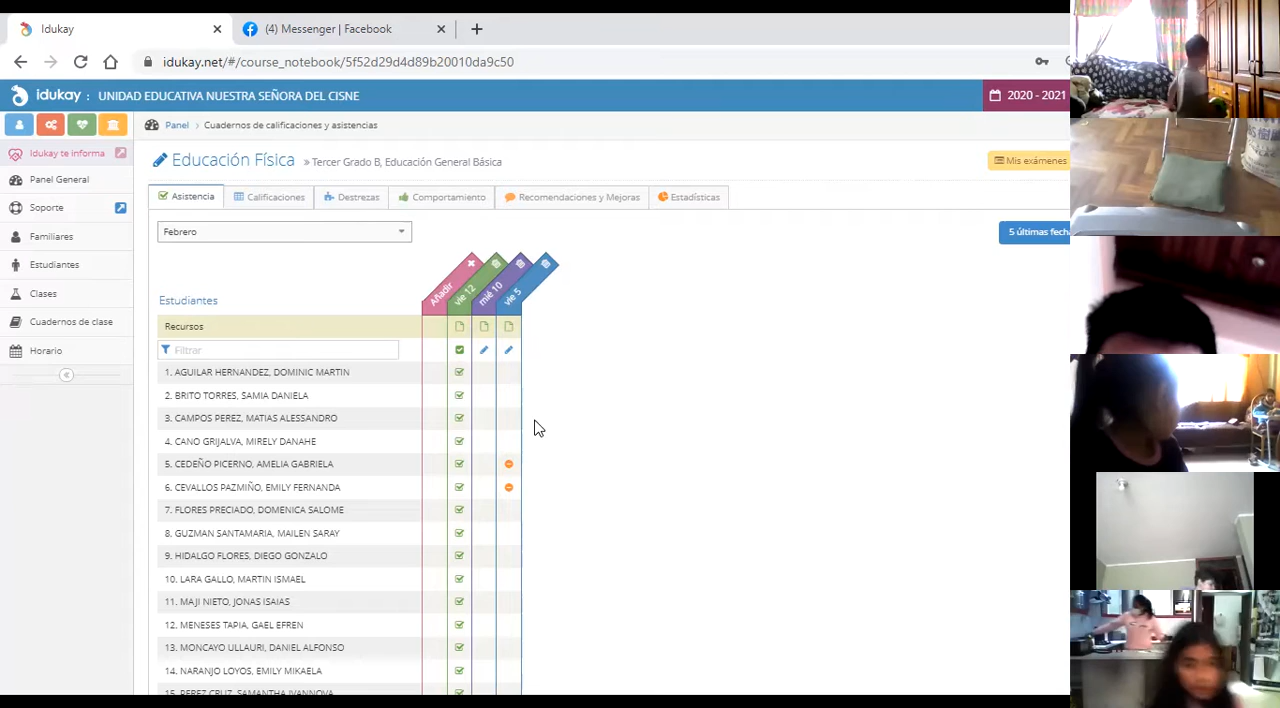 Idukay
(4) Messenger | Facebook
idukay.net/#/course_notebook/5f52d29d4d89b20010da9c50
idukay : UNIDAD EDUCATIVA NUESTRA SEÑORA DEL CISNE
2020 - 2021
Panel > Cuadernos de calificaciones y asistencias
Idukay te informa
Panel General
Soporte
Familiares
Estudiantes
Clases
Cuadernos de clase
Horario
Educación Física » Tercer Grado B, Educación General Básica
Mis exámenes
Asistencia
Calificaciones
Destrezas
Comportamiento
Recomendaciones y Mejoras
Estadísticas
Febrero
5 últimas fecha
Añadir
vie 12
mié 10
vie 5
Estudiantes
Recursos
Filtrar
1. AGUILAR HERNANDEZ, DOMINIC MARTIN
2. BRITO TORRES, SAMIA DANIELA
3. CAMPOS PEREZ, MATIAS ALESSANDRO
4. CANO GRIJALVA, MIRELY DANAHE
5. CEDEÑO PICERNO, AMELIA GABRIELA
6. CEVALLOS PAZMIÑO, EMILY FERNANDA
7. FLORES PRECIADO, DOMENICA SALOME
8. GUZMAN SANTAMARIA, MAILEN SARAY
9. HIDALGO FLORES, DIEGO GONZALO
10. LARA GALLO, MARTIN ISMAEL
11. MAJI NIETO, JONAS ISAIAS
12. MENESES TAPIA, GAEL EFREN
13. MONCAYO ULLAURI, DANIEL ALFONSO
14. NARANJO LOYOS, EMILY MIKAELA
15. PEREZ CRUZ, SAMANTHA IVANNOVA